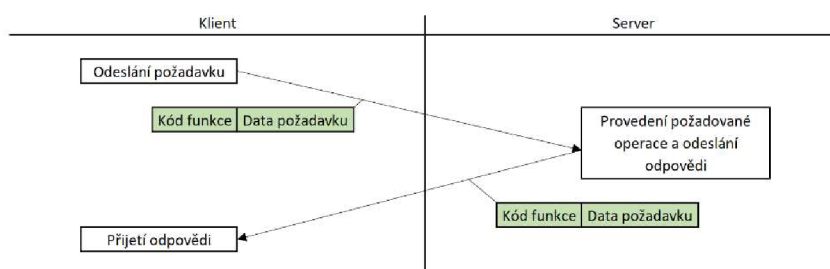 Klient
Server
Odeslání požadavku
Kód funkce Data požadavku
Provedení požadované
operace a odeslání
odpovědi
Kód funkce Data požadavku
Přijetí odpovědi